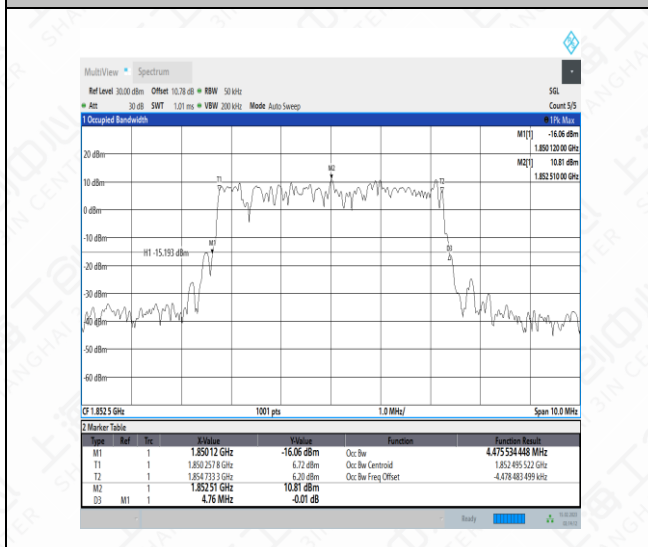 MultiView Spectrum
Ref Level 30.00 dBm Offset 10.78 dB RBW 50 kHz SGL
Att 30 dB SWT 1.01 ms VBW 200 kHz Mode Auto Sweep Count 5/5
1 Occupied Bandwidth 1Pk Max
M1[1] -16.06 dBm
1.850 120 00 GHz
M2[1] 10.81 dBm
1.852 510 00 GHz
20 dBm
M2
T1 T2
10 dBm
0 dBm
-10 dBm
M1 D3
H1 -15.193 dBm
-20 dBm
-30 dBm
-40 dBm
-50 dBm
-60 dBm
CF 1.852 5 GHz 1001 pts 1.0 MHz/ Span 10.0 MHz
2 Marker Table
Type Ref Trc X-Value Y-Value Function Function Result
M1 1 1.850 12 GHz -16.06 dBm Occ Bw 4.475 534 448 MHz
T1 1 1.850 257 8 GHz 6.72 dBm Occ Bw Centroid 1.852 495 522 GHz
T2 1 1.854 733 3 GHz 6.20 dBm Occ Bw Freq Offset -4.478 483 499 kHz
M2 1 1.852 51 GHz 10.81 dBm
D3 M1 1 4.76 MHz -0.01 dB
Ready